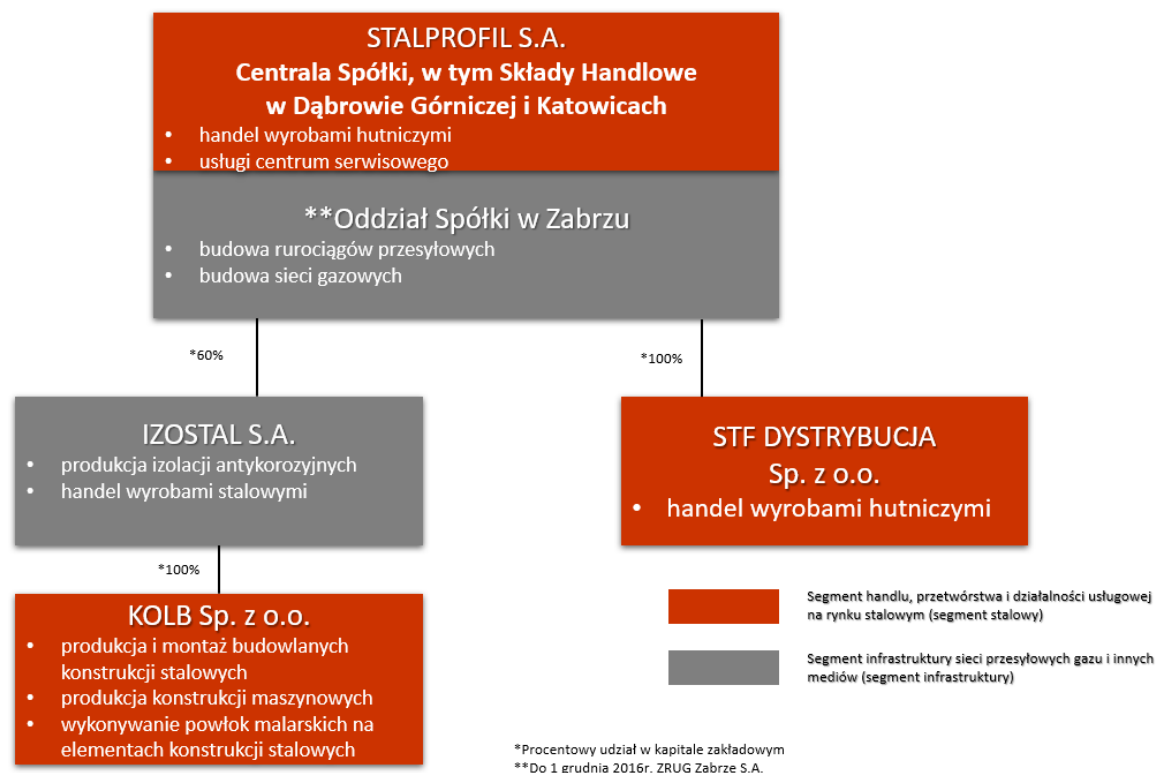 STALPROFIL S.A.
Centrala Spółki, w tym Składy Handlowe
w Dąbrowie Górniczej i Katowicach
• handel wyrobami hutniczymi
• usługi centrum serwisowego
**Oddział Spółki w Zabrzu
• budowa rurociągów przesyłowych
• budowa sieci gazowych
*60%
*100%
IZOSTAL S.A.
• produkcja izolacji antykorozyjnych
• handel wyrobami stalowymi
STF DYSTRYBUCJA
Sp. z o.o.
• handel wyrobami hutniczymi
*100%
KOLB Sp. z o.o.
• produkcja i montaż budowlanych
konstrukcji stalowych
• produkcja konstrukcji maszynowych
• wykonywanie powłok malarskich na
elementach konstrukcji stalowych
Segment handlu, przetwórstwa i działalności usługowej
na rynku stalowym (segment stalowy)
Segment infrastruktury sieci przesyłowych gazu i innych
mediów (segment infrastruktury)
*Procentowy udział w kapitale zakładowym
**Do 1 grudnia 2016r. ZRUG Zabrze S.A.